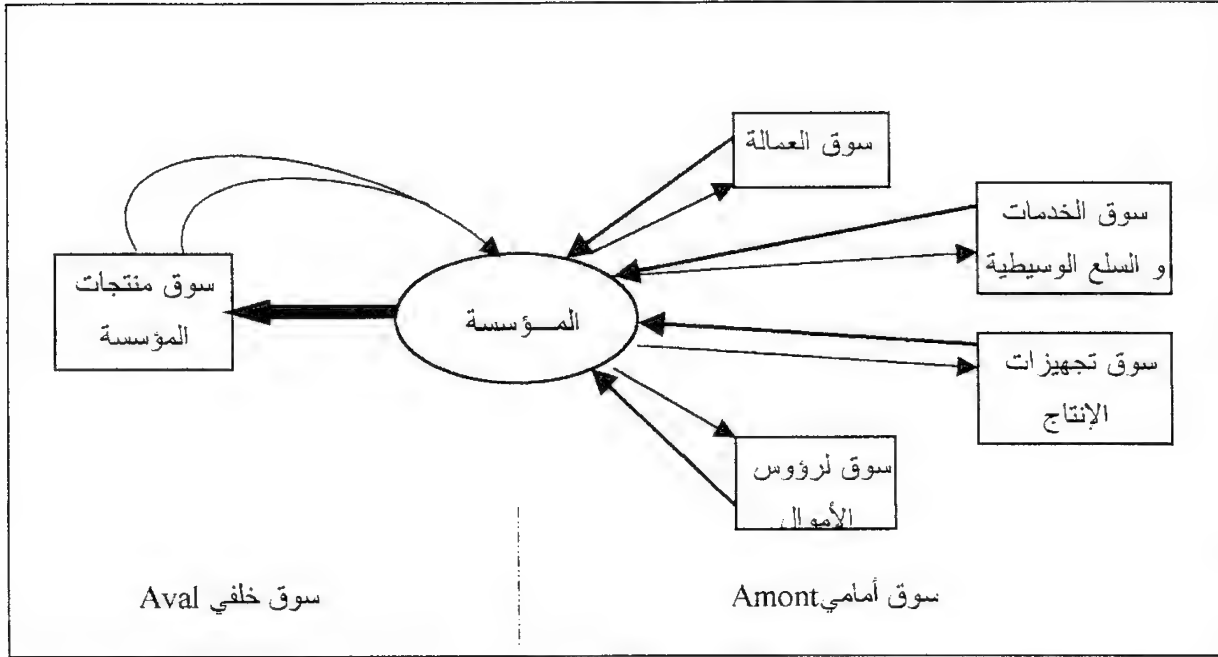 سوق العمالة
سوق الخدمات
و السلع الوسيطية
سوق منتجات
المؤسسة
المـــؤسسة
سوق تجهيزات
الإنتاج
سوق لرؤوس
الأموال
سوق أمامي Amont
سوق خلفي Aval